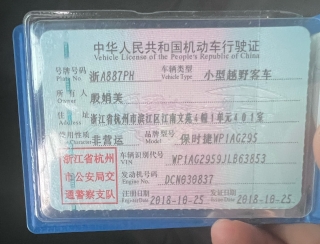 中华人民共和国机动车行驶证
Vehicle License of the People's Republic of China
号牌号码 浙A887PH 车辆类型 小型越野客车
Plate No. Vehicle Type
所有人 殷娟芙
Owner
住址 浙江省杭州市滨江区江南文苑4幢1单元401室
Address
使用性质 非营运 品牌型号 保时捷WP1AG295
Use Character Model
浙江省杭州
市公安局交
通警察支队
车辆识别代号 WP1AG2959JLB63853
VIN
发动机号码 DCN030837
Engine No.
注册日期 2018-10-25 发证日期 2018-10-25
Register Date Issue Date